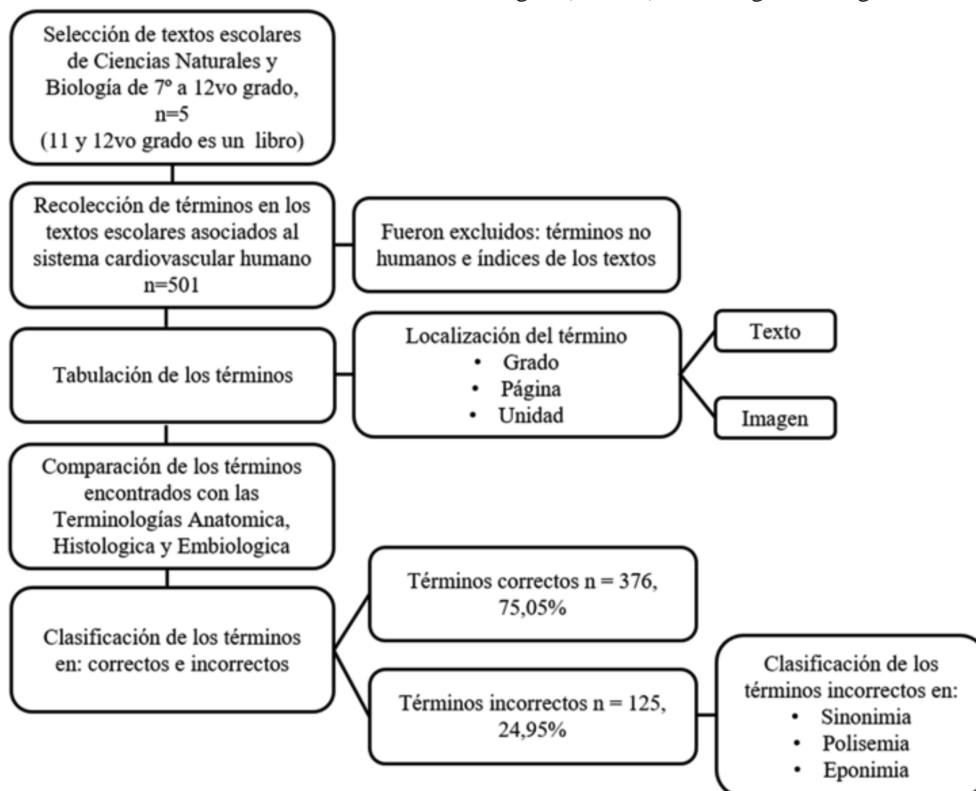 Selección de textos escolares
de Ciencias Naturales y
Biología de 7º a 12vo grado,
n=5
(11 y 12vo grado es un libro)
Recolección de términos en los
textos escolares asociados al
sistema cardiovascular humano
n=501
Fueron excluidos: términos no
humanos e índices de los textos
Tabulación de los términos
Localización del término
• Grado
• Página
• Unidad
Texto
Imagen
Comparación de los términos
encontrados con las
Terminologías Anatomica,
Histologica y Embiologica
Clasificación de los términos
en: correctos e incorrectos
Términos correctos n = 376,
75,05%
Términos incorrectos n = 125,
24,95%
Clasificación de los
términos incorrectos en:
• Sinonimia
• Polisemia
• Eponimia